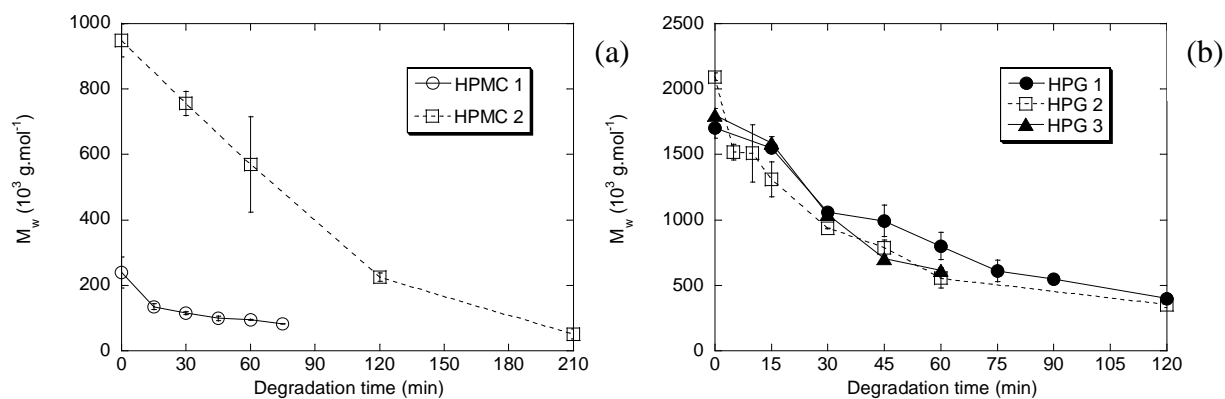 (a)
1000
800
600
400
200
0
M_w (10³ g.mol⁻¹)
HPMC 1
HPMC 2
0 30 60 90 120 150 180 210
Degradation time (min)
(b)
2500
2000
1500
1000
500
0
M_w (10³ g.mol⁻¹)
HPG 1
HPG 2
HPG 3
0 15 30 45 60 75 90 105 120
Degradation time (min)